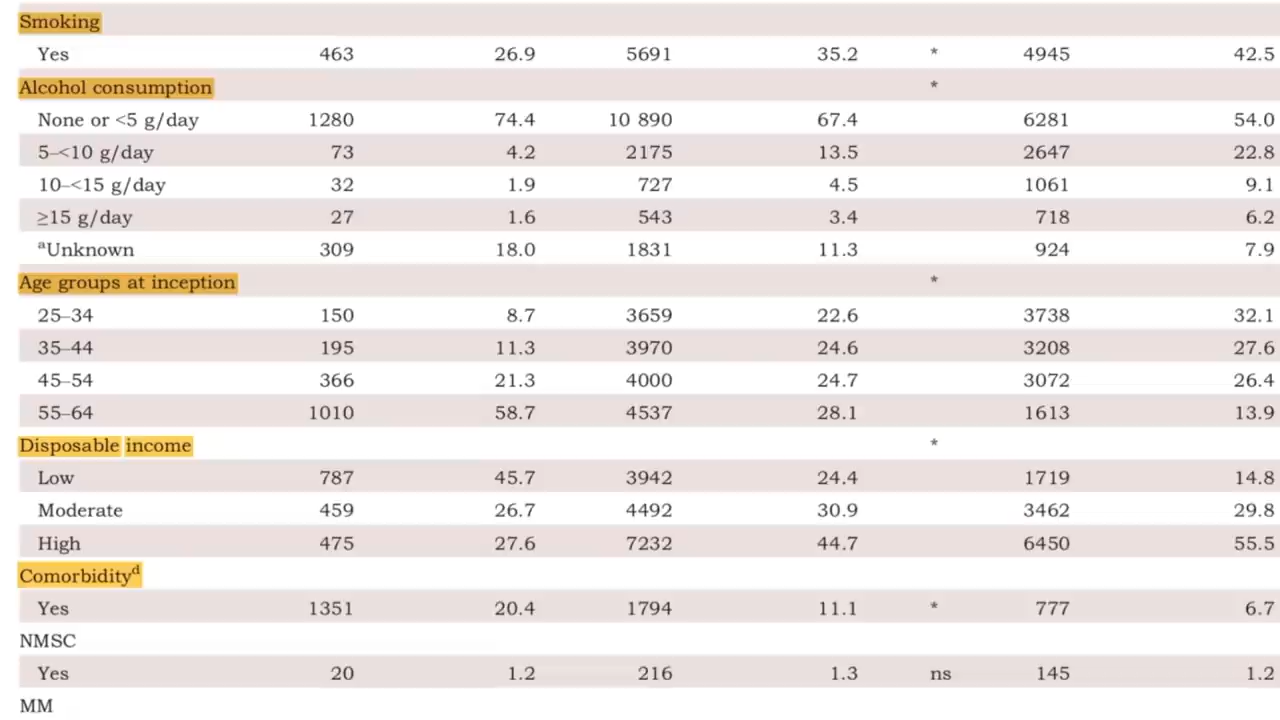 Smoking
Yes 463 26.9 5691 35.2 * 4945 42.5
Alcohol consumption *
None or <5 g/day 1280 74.4 10 890 67.4 6281 54.0
5–<10 g/day 73 4.2 2175 13.5 2647 22.8
10–<15 g/day 32 1.9 727 4.5 1061 9.1
≥15 g/day 27 1.6 543 3.4 718 6.2
ᵃUnknown 309 18.0 1831 11.3 924 7.9
Age groups at inception *
25–34 150 8.7 3659 22.6 3738 32.1
35–44 195 11.3 3970 24.6 3208 27.6
45–54 366 21.3 4000 24.7 3072 26.4
55–64 1010 58.7 4537 28.1 1613 13.9
Disposable income *
Low 787 45.7 3942 24.4 1719 14.8
Moderate 459 26.7 4492 30.9 3462 29.8
High 475 27.6 7232 44.7 6450 55.5
Comorbidityᵈ
Yes 1351 20.4 1794 11.1 * 777 6.7
NMSC
Yes 20 1.2 216 1.3 ns 145 1.2
MM